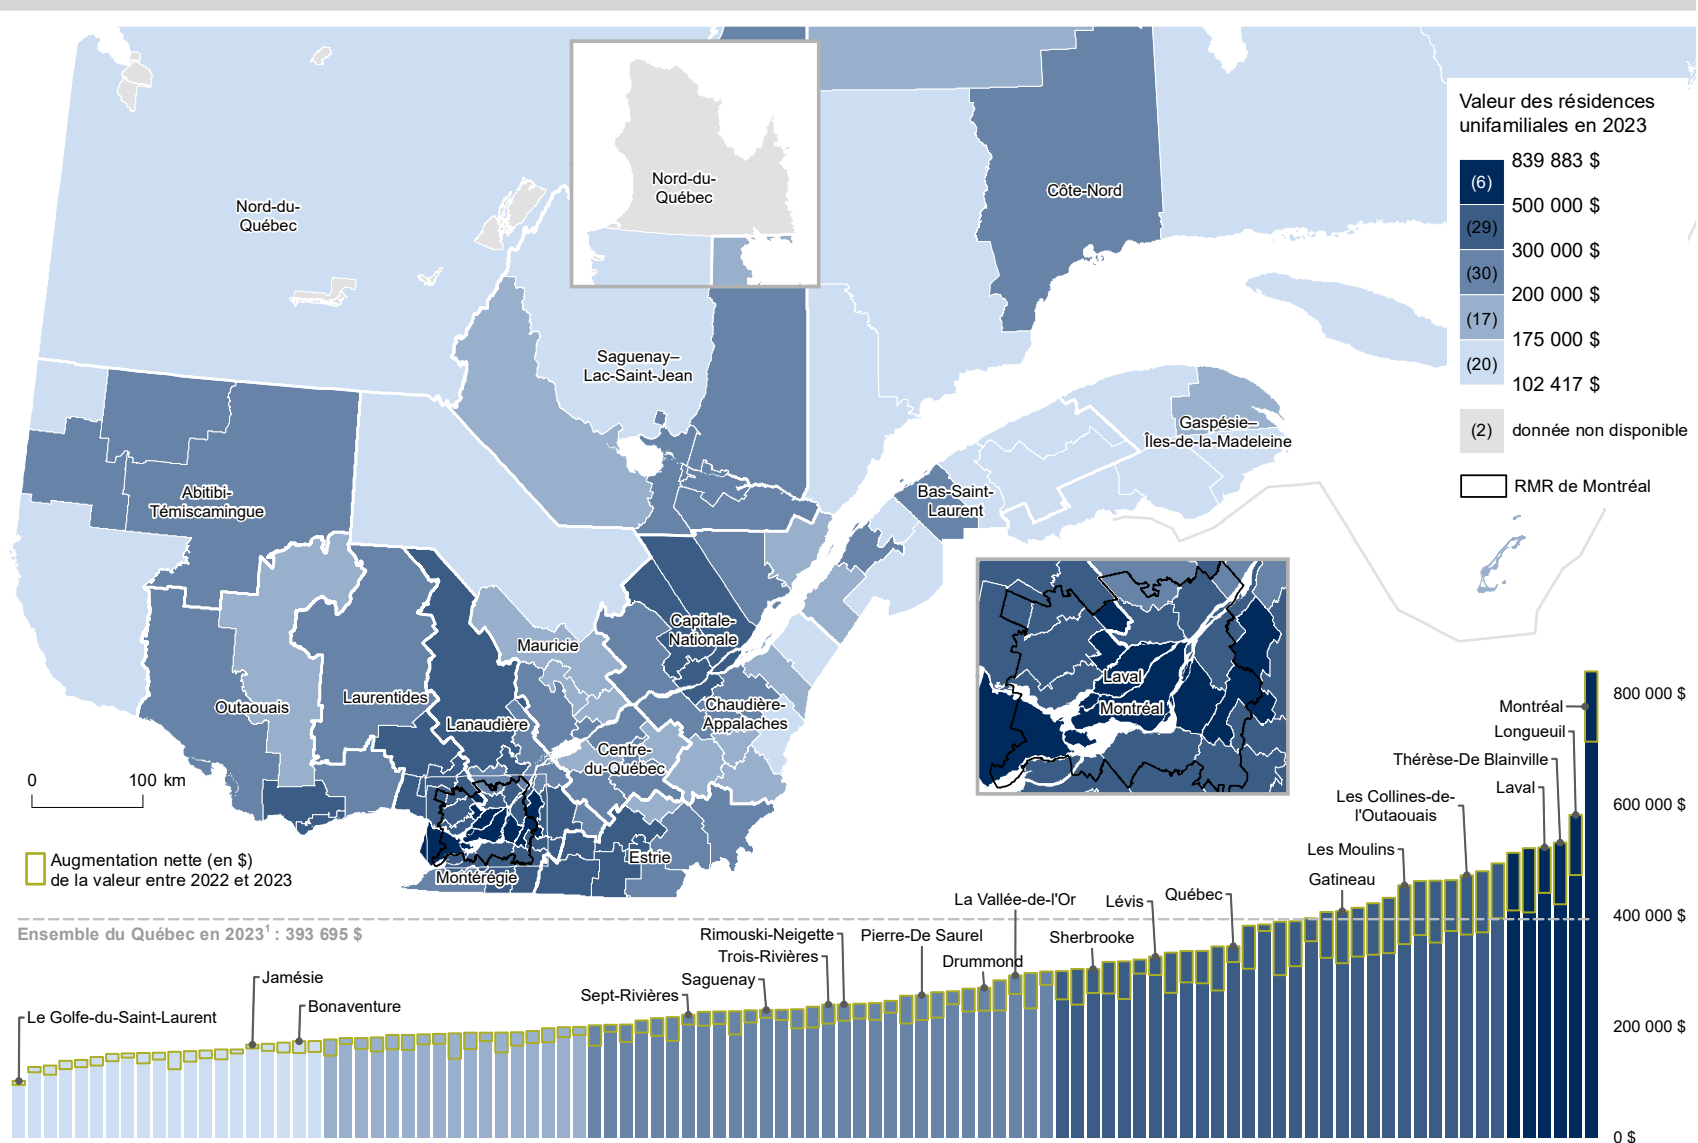 Valeur des résidences
unifamiliales en 2023
839 883 $
(6)
500 000 $
(29)
300 000 $
(30)
200 000 $
(17)
175 000 $
(20)
102 417 $
(2)
donnée non disponible
RMR de Montréal
Nord-du-
Québec
Nord-du-
Québec
Côte-Nord
Saguenay–
Lac-Saint-Jean
Gaspésie–
Îles-de-la-Madeleine
Abitibi-
Témiscamingue
Bas-Saint-
Laurent
Capitale-
Nationale
Mauricie
Outaouais
Laurentides
Lanaudière
Chaudière-
Appalaches
Centre-
du-Québec
Estrie
Montérégie
Laval
Montréal
0
100 km
Augmentation nette (en $)
de la valeur entre 2022 et 2023
Ensemble du Québec en 2023¹ : 393 695 $
Le Golfe-du-Saint-Laurent
Jamésie
Bonaventure
Sept-Rivières
Saguenay
Trois-Rivières
Rimouski-Neigette
Pierre-De Saurel
Drummond
La Vallée-de-l'Or
Sherbrooke
Lévis
Québec
Gatineau
Les Moulins
Les Collines-de-
l'Outaouais
Laval
Thérèse-De Blainville
Longueuil
Montréal
800 000 $
600 000 $
400 000 $
200 000 $
0 $